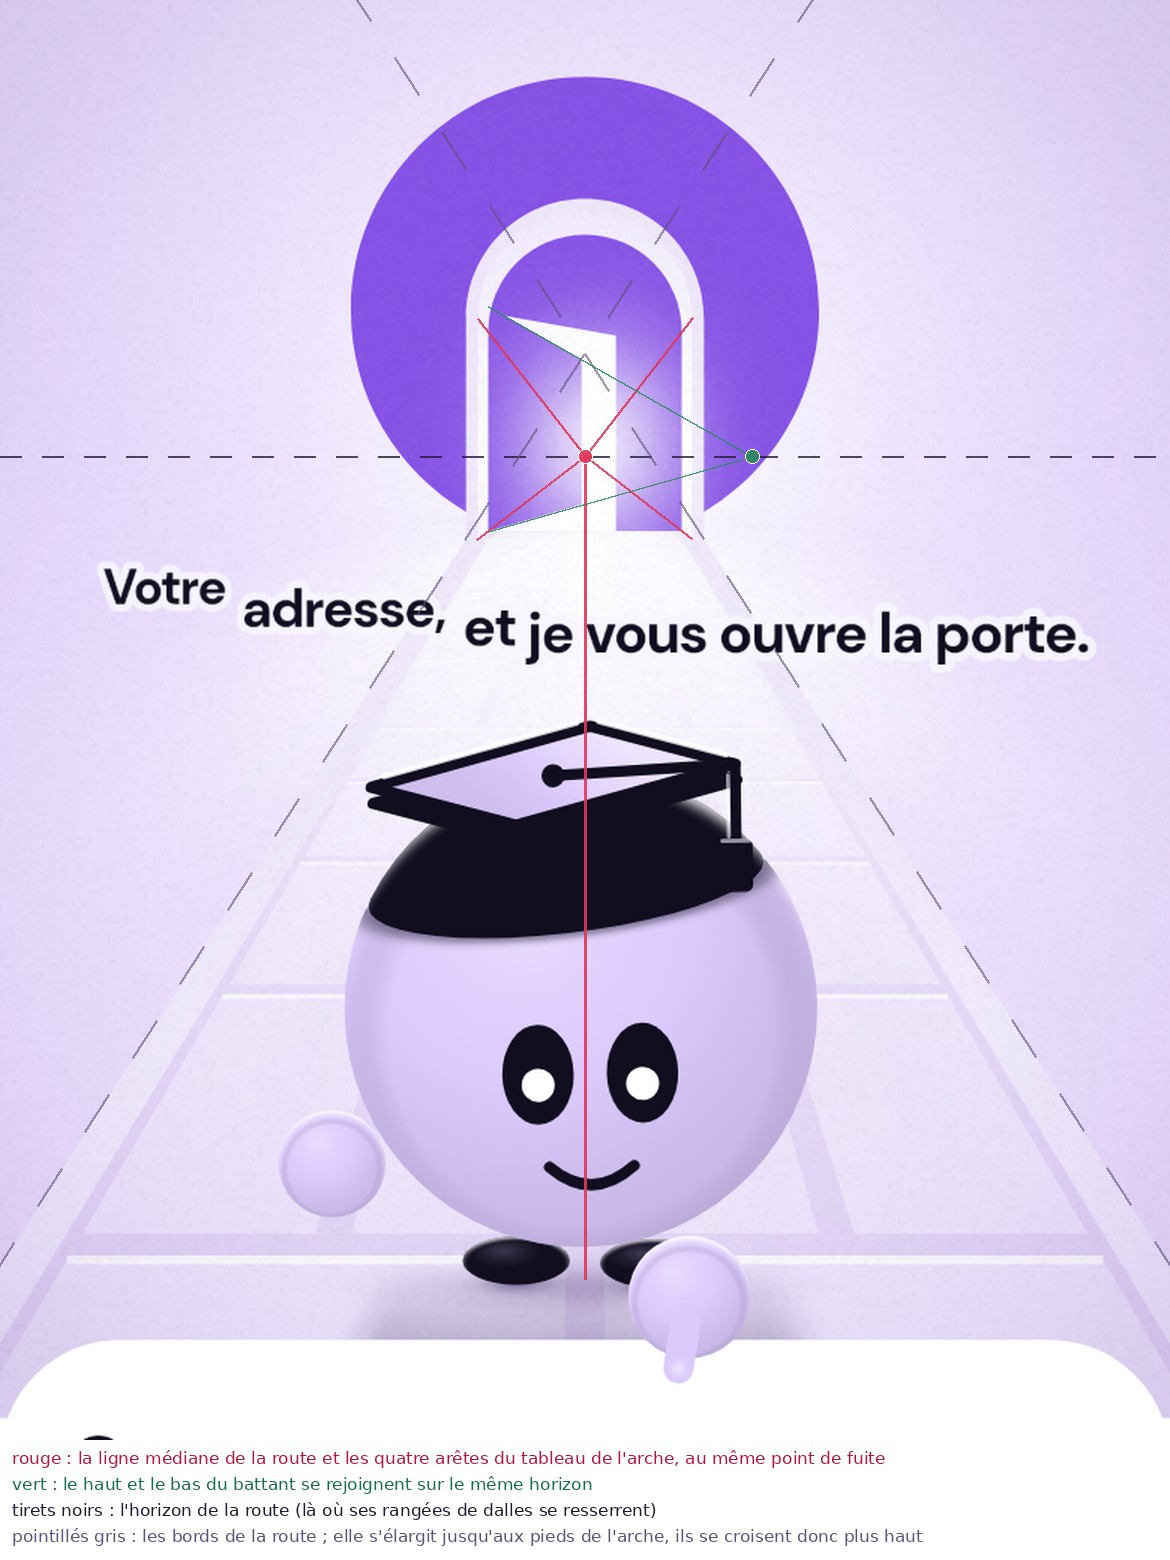 Votre adresse, et je vous ouvre la porte.
rouge : la ligne médiane de la route et les quatre arêtes du tableau de l'arche, au même point de fuite
vert : le haut et le bas du battant se rejoignent sur le même horizon
tirets noirs : l'horizon de la route (là où ses rangées de dalles se resserrent)
pointillés gris : les bords de la route ; elle s'élargit jusqu'aux pieds de l'arche, ils se croisent donc plus haut